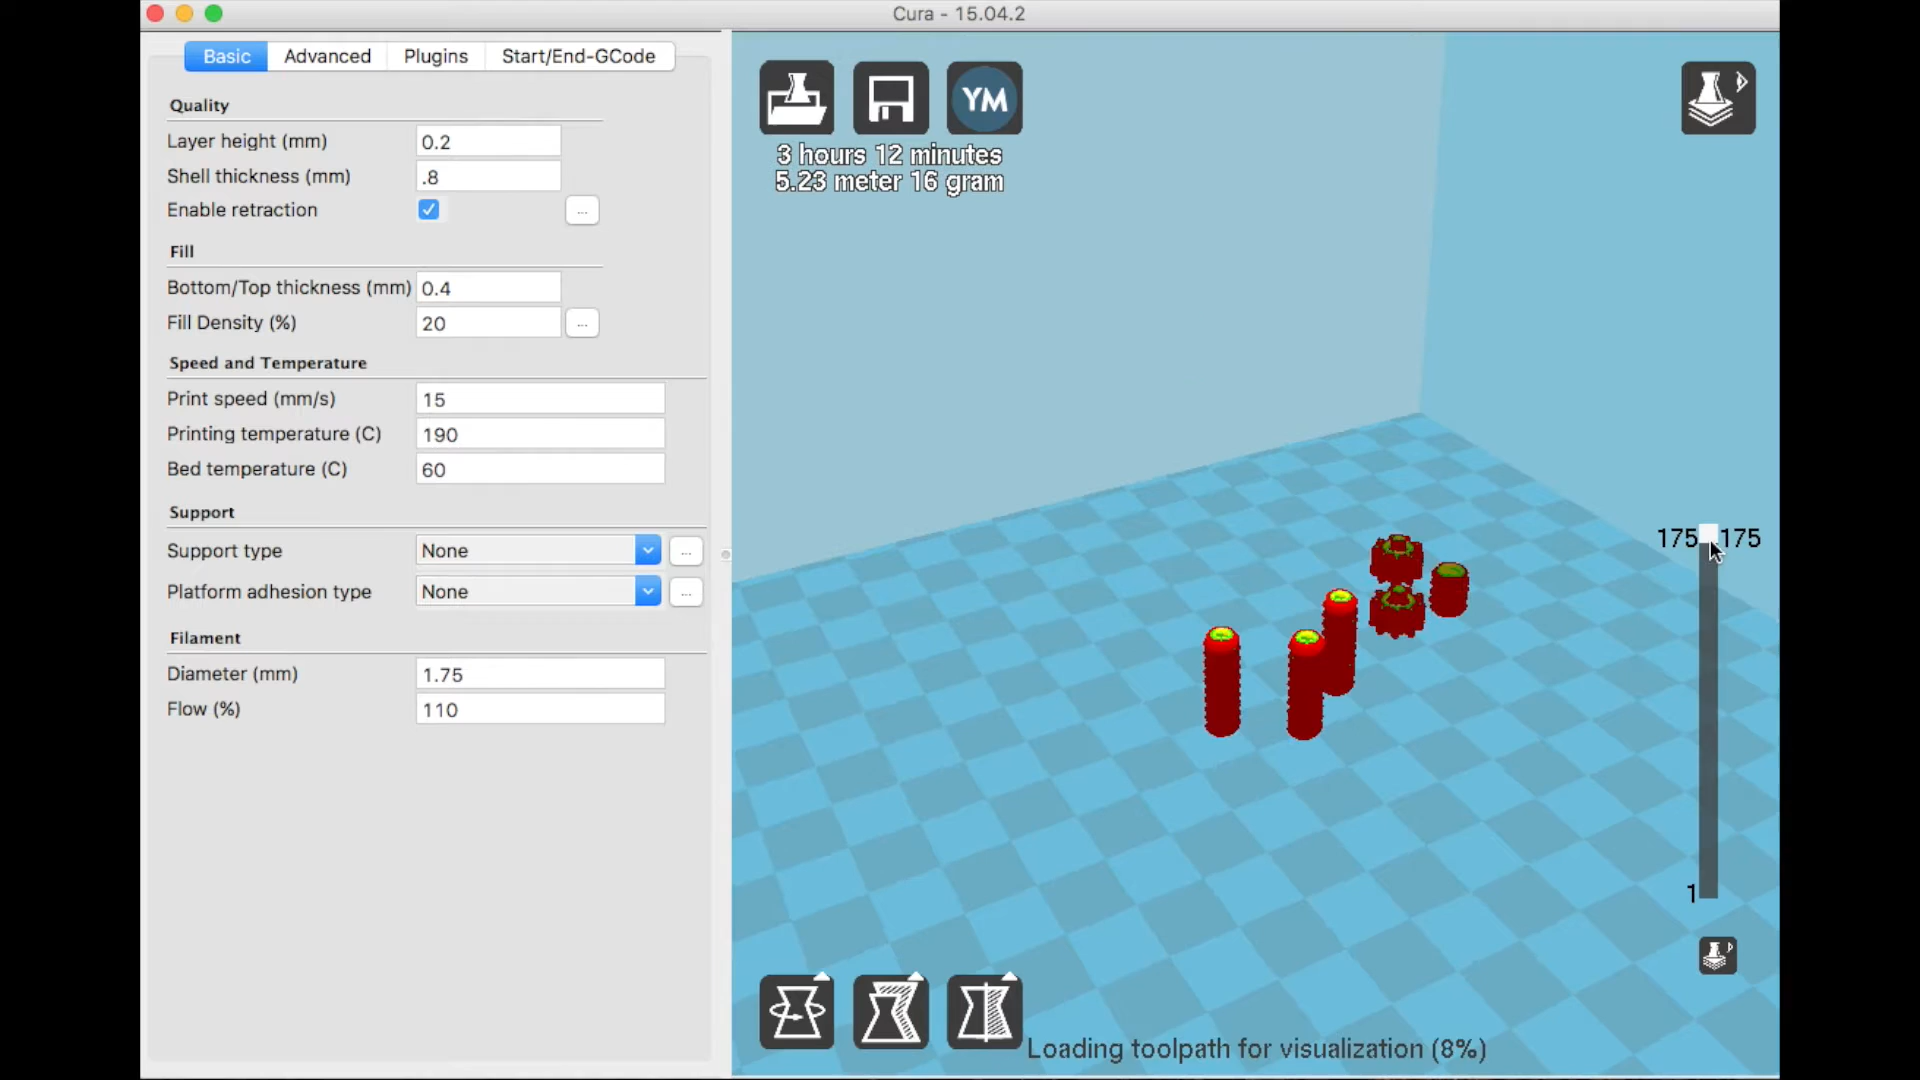 Cura - 15.04.2
Basic
Advanced
Plugins
Start/End-GCode
Quality
Layer height (mm)
0.2
Shell thickness (mm)
.8
Enable retraction
...
Fill
Bottom/Top thickness (mm)
0.4
Fill Density (%)
20
...
Speed and Temperature
Print speed (mm/s)
15
Printing temperature (C)
190
Bed temperature (C)
60
Support
Support type
None
...
Platform adhesion type
None
...
Filament
Diameter (mm)
1.75
Flow (%)
110
YM
3 hours 12 minutes
5.23 meter 16 gram
175
175
1
Loading toolpath for visualization (8%)